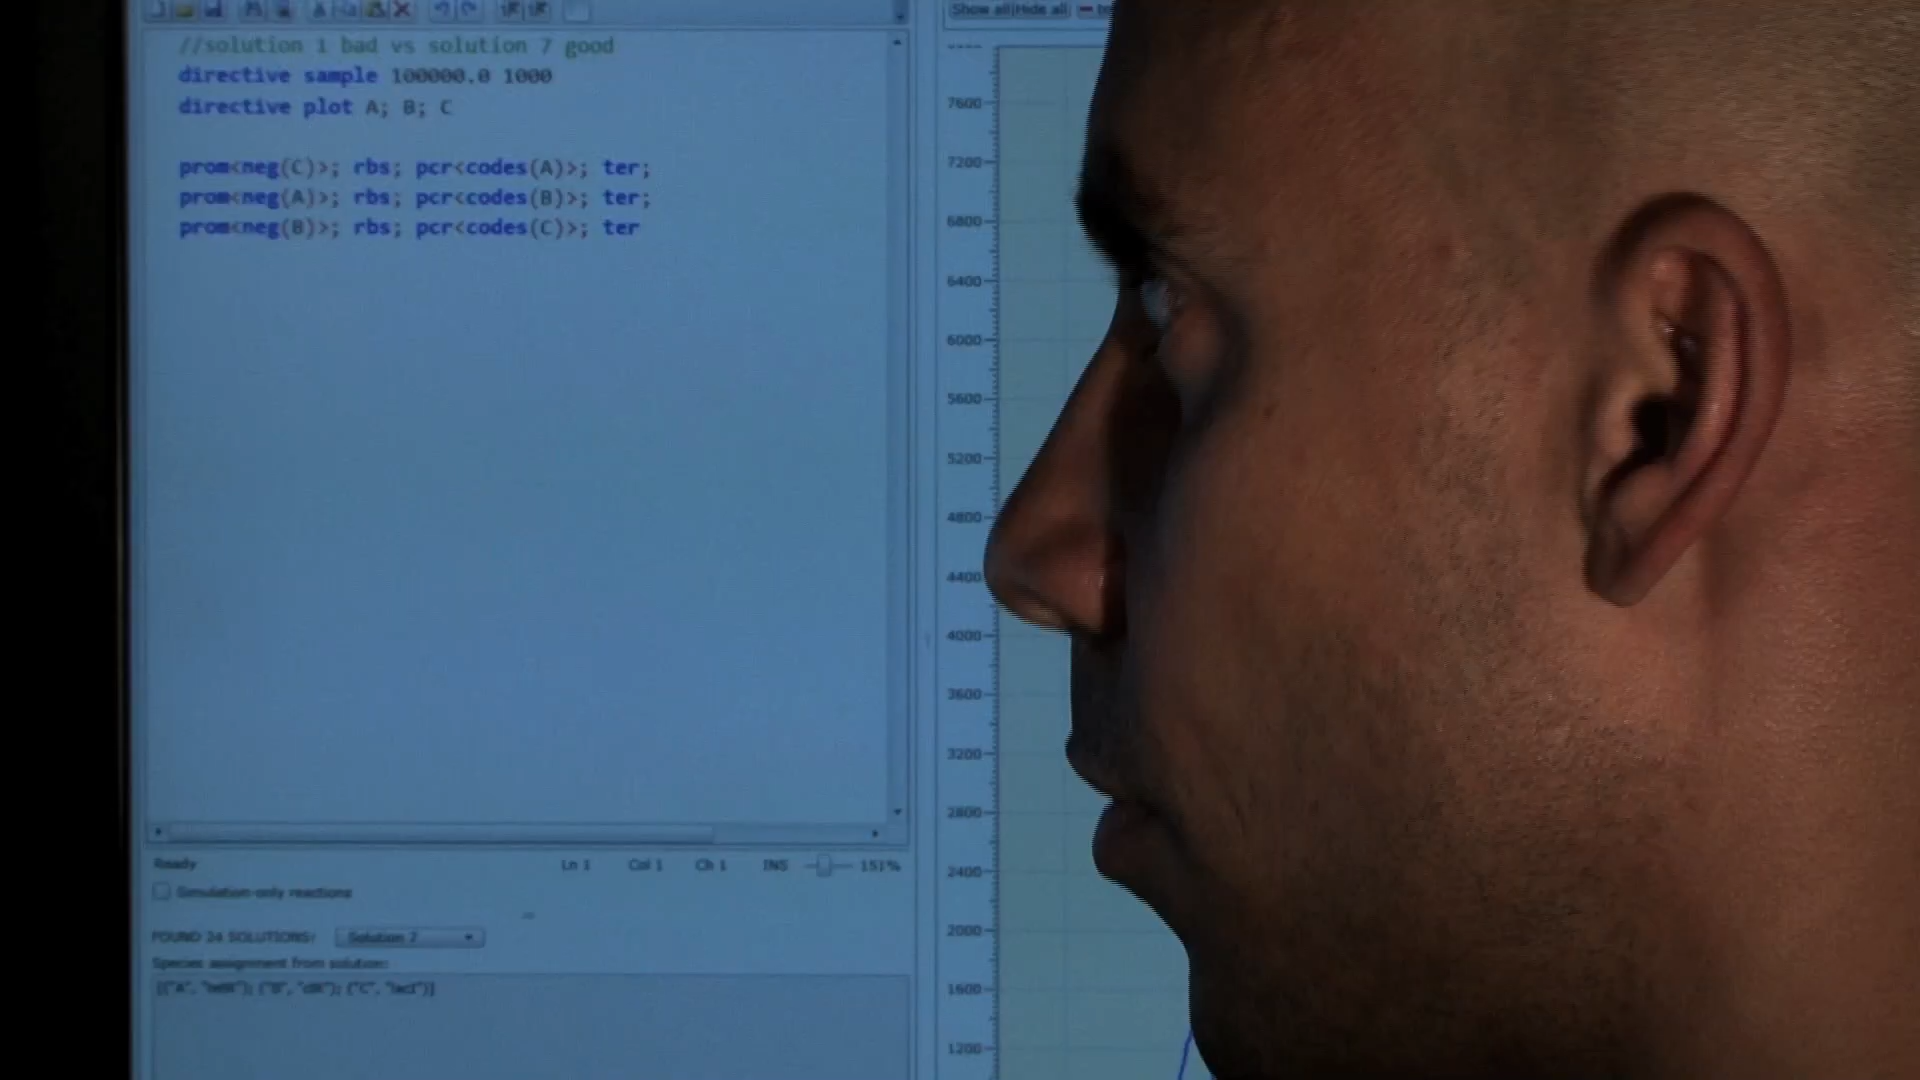 Show all|Hide all
//solution 1 bad vs solution 7 good
directive sample 100000.0 1000
directive plot A; B; C
prom<neg(C)>; rbs; pcr<codes(A)>; ter;
prom<neg(A)>; rbs; pcr<codes(B)>; ter;
prom<neg(B)>; rbs; pcr<codes(C)>; ter
7600
7200
6800
6400
6000
5600
5200
4800
4400
4000
3600
3200
2800
2400
2000
1600
1200
Ready Ln 1 Col 1 Ch 1 INS 151%
Simulation-only reactions
FOUND 24 SOLUTIONS: Solution 7
Species assignment from solution:
[("A", "tetR"); ("B", "clR"); ("C", "lacI")]